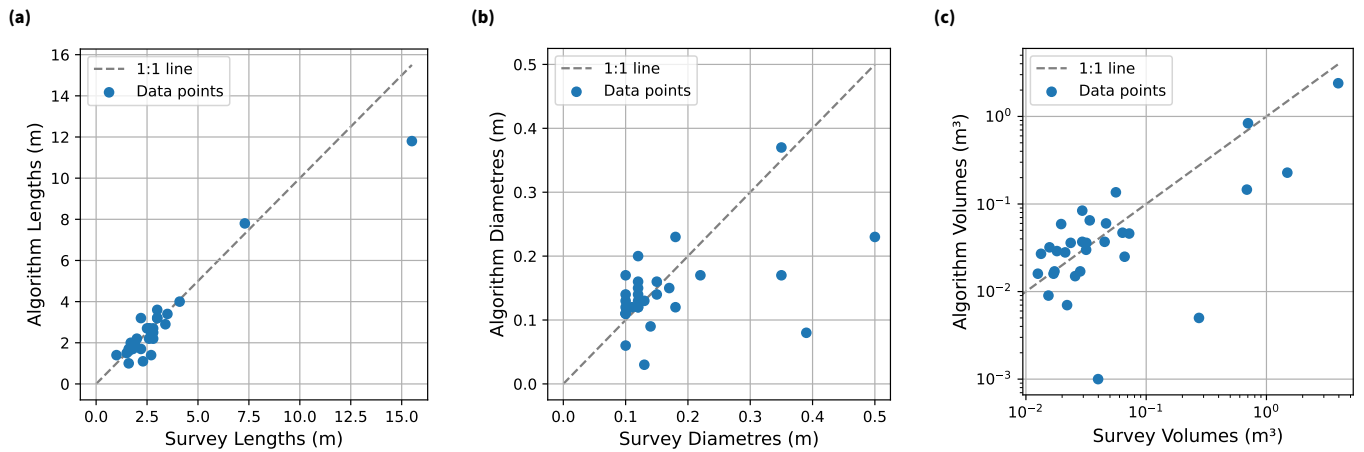 (a)
1:1 line
Data points
16
14
12
10
8
6
4
2
0
0.0
2.5
5.0
7.5
10.0
12.5
15.0
Algorithm Lengths (m)
Survey Lengths (m)
(b)
1:1 line
Data points
0.5
0.4
0.3
0.2
0.1
0.0
0.0
0.1
0.2
0.3
0.4
0.5
Algorithm Diametres (m)
Survey Diametres (m)
(c)
1:1 line
Data points
10⁰
10⁻¹
10⁻²
10⁻³
10⁻²
10⁻¹
10⁰
Algorithm Volumes (m³)
Survey Volumes (m³)